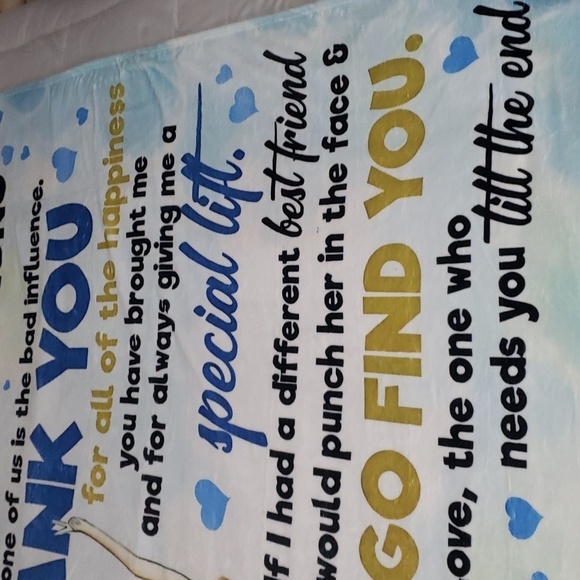 one of us is the bad influence.
ANK YOU
for all of the happiness
you have brought me
and for always giving me a
special lift.
If I had a different best friend
would punch her in the face &
GO FIND YOU.
ove, the one who
needs you till the end